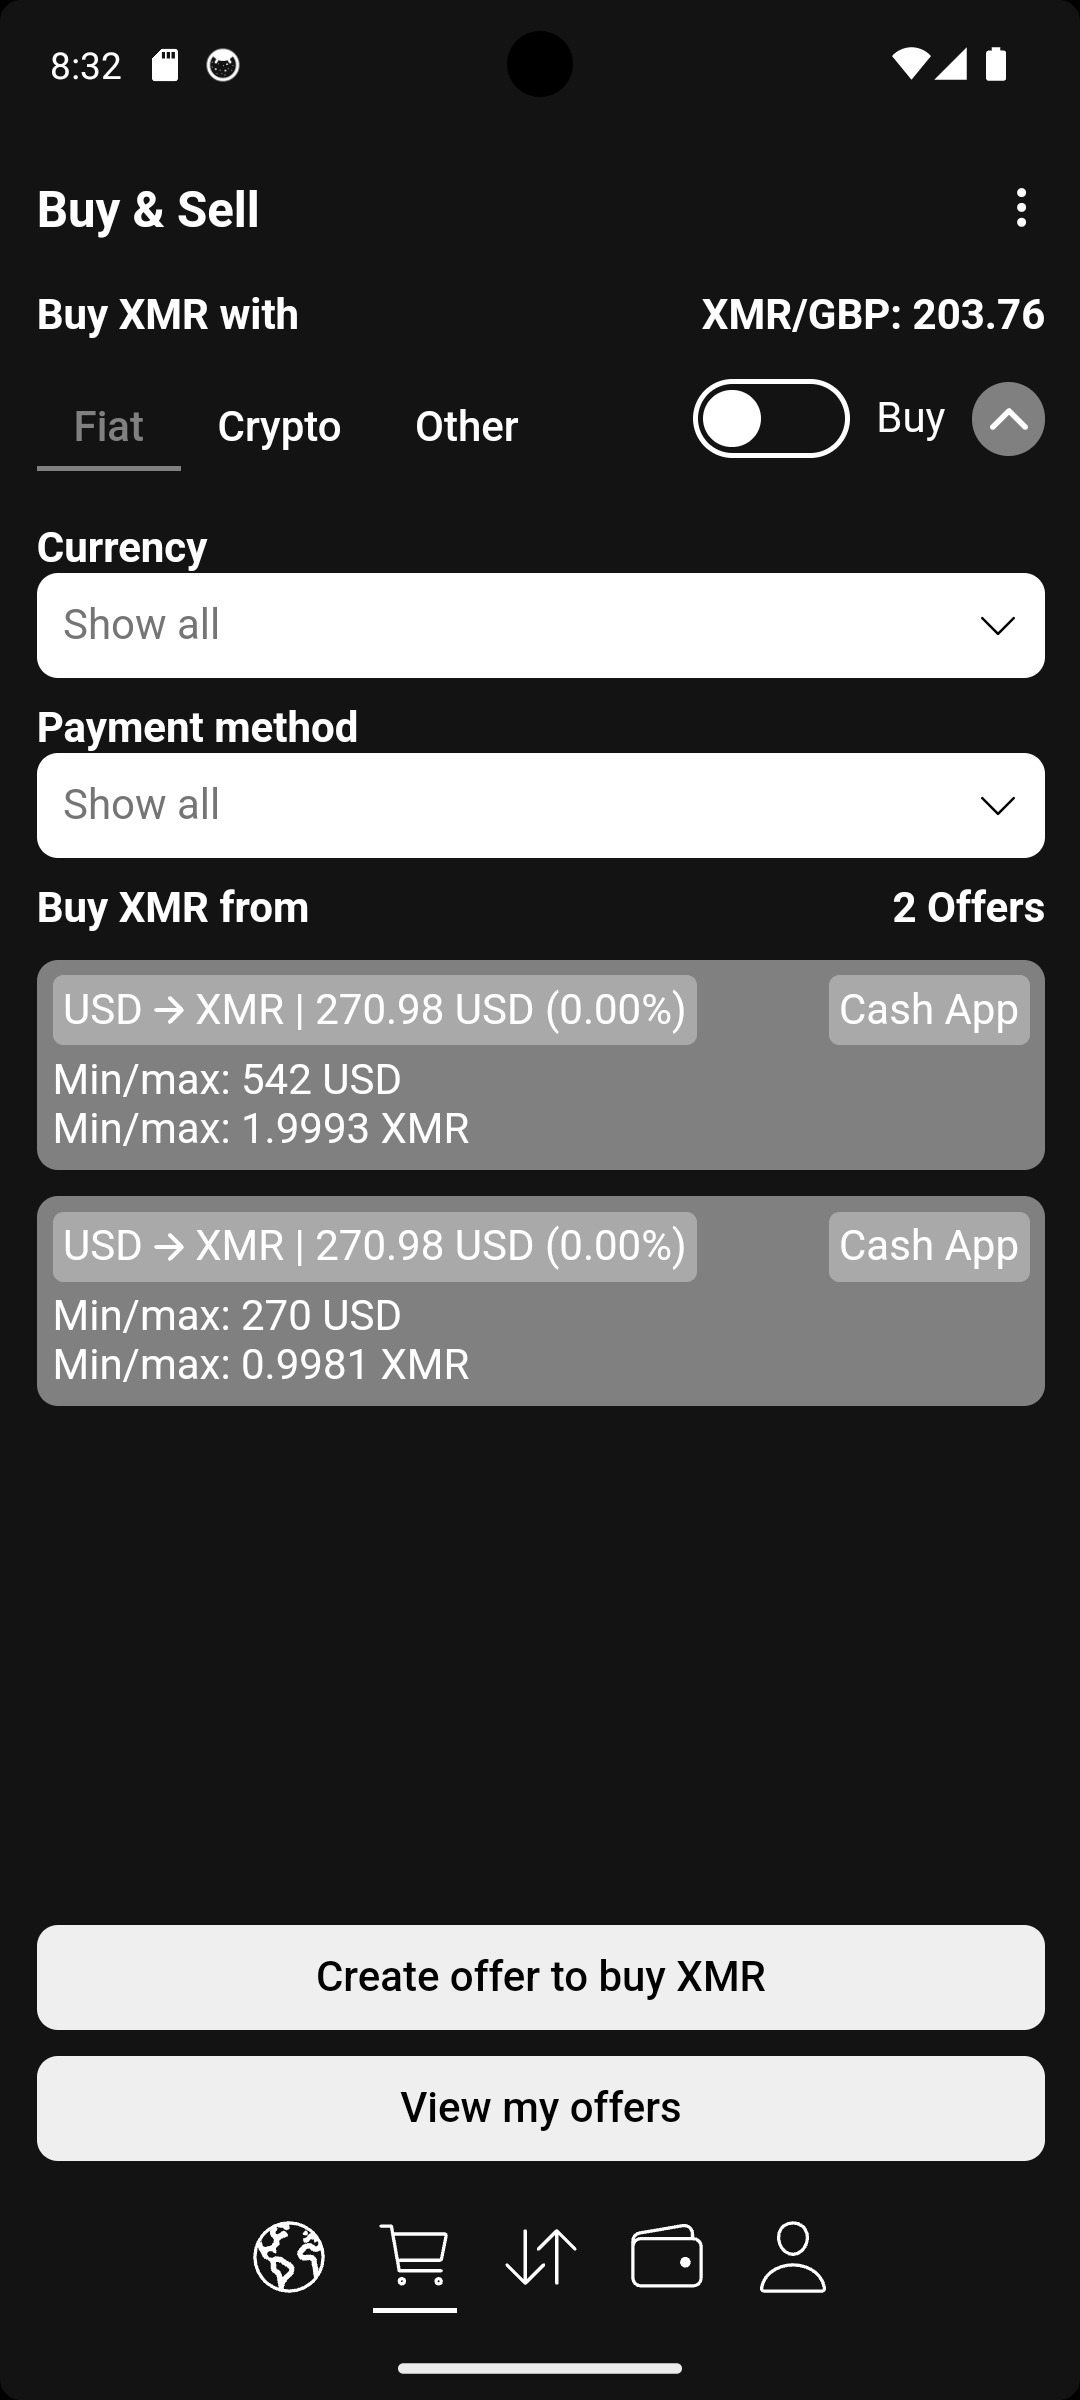 8:32
Buy & Sell
Buy XMR with XMR/GBP: 203.76
Fiat Crypto Other Buy
Currency
Show all
Payment method
Show all
Buy XMR from 2 Offers
USD → XMR | 270.98 USD (0.00%) Cash App
Min/max: 542 USD
Min/max: 1.9993 XMR
USD → XMR | 270.98 USD (0.00%) Cash App
Min/max: 270 USD
Min/max: 0.9981 XMR
Create offer to buy XMR
View my offers